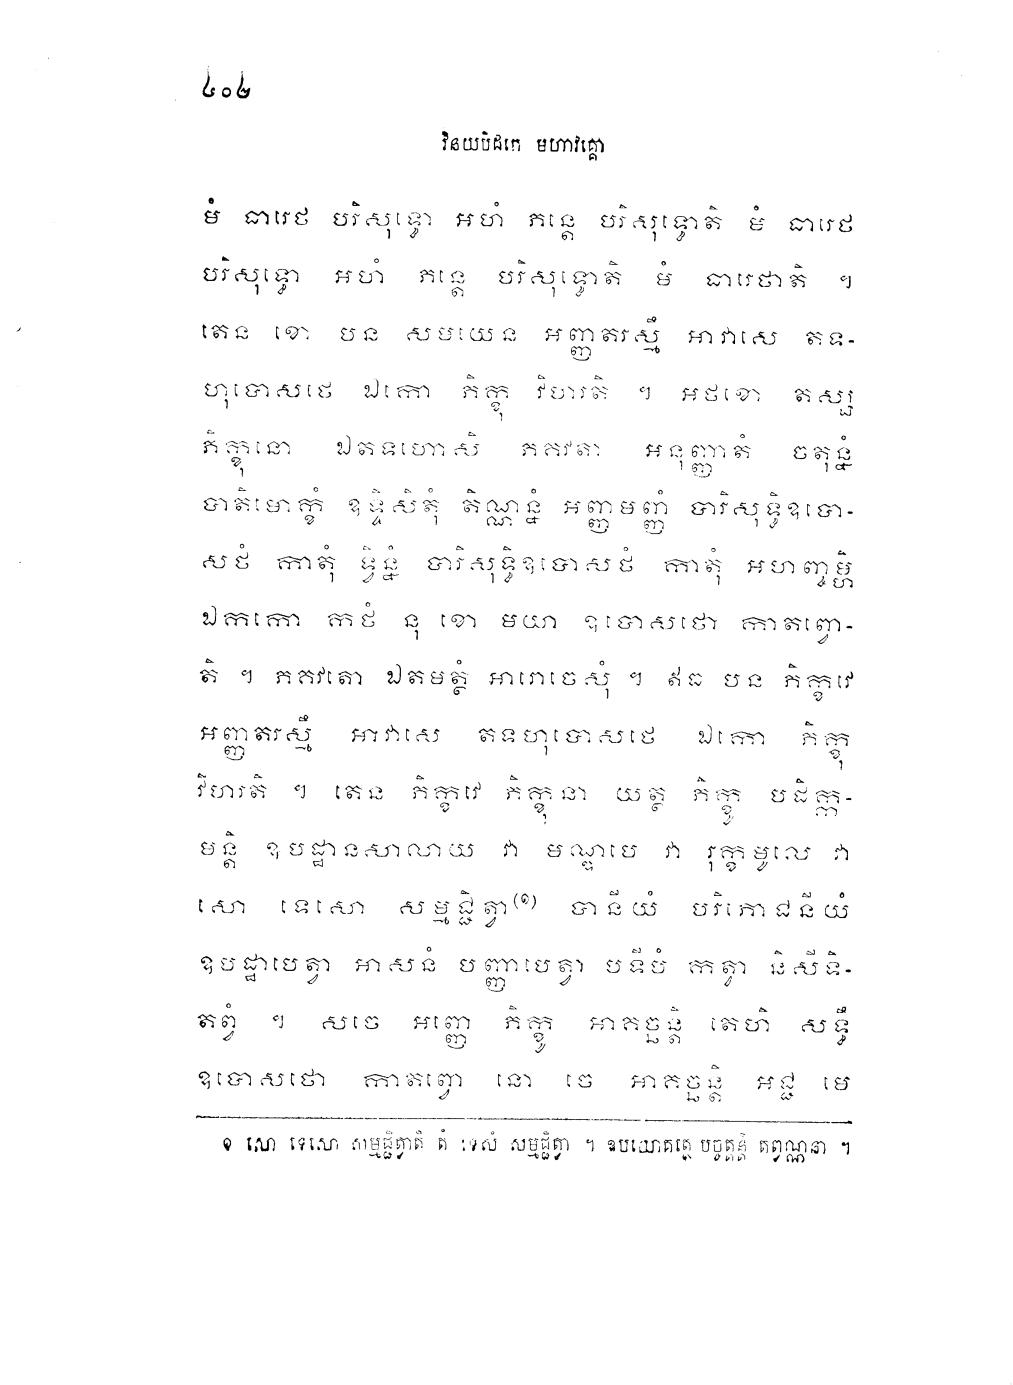 ៤០២
វិនយបិដកេ មហាវគ្គោ
មំ ធារេថ បរិសុទ្ធោ អហំ ភន្តេ បរិសុទ្ធោតិ មំ ធារេថ
បរិសុទ្ធោ អហំ ភន្តេ បរិសុទ្ធោតិ មំ ធារេថាតិ ។
តេន ខោ បន សមយេន អញ្ញតរស្មឹ អាវាសេ តទ-
ហុបោសថេ ឯកោ ភិក្ខុ វិហរតិ ។ អថខោ តស្ស
ភិក្ខុនោ ឯតទហោសិ ភគវតា អនុញ្ញាតំ ចតុន្នំ
បាតិមោក្ខំ ឧទ្ទិសិតុំ តិណ្ណន្នំ អញ្ញមញ្ញំ បារិសុទ្ធិឧបោ-
សថំ កាតុំ ទ្វិន្នំ បារិសុទ្ធិឧបោសថំ កាតុំ អហញ្ចម្ហិ
ឯកកោ កថំ នុ ខោ មយា ឧបោសថោ កាតព្វោ-
តិ ។ ភគវតោ ឯតមត្ថំ អារោចេសុំ ។ ឥធ បន ភិក្ខវេ
អញ្ញតរស្មឹ អាវាសេ តទហុបោសថេ ឯកោ ភិក្ខុ
វិហរតិ ។ តេន ភិក្ខវេ ភិក្ខុនា យត្ថ ភិក្ខូ បដិក្ក-
មន្តិ ឧបដ្ឋានសាលាយ វា មណ្ឌបេ វា រុក្ខមូលេ វា
សោ ទេសោ សម្មជ្ជិត្វា(១) បានីយំ បរិភោជនីយំ
ឧបដ្ឋាបេត្វា អាសនំ បញ្ញាបេត្វា បទីបំ កត្វា និសីទិ-
តព្វំ ។ សចេ អញ្ញេ ភិក្ខូ អាគច្ឆន្តិ តេហិ សទ្ធឹ
ឧបោសថោ កាតព្វោ នោ ចេ អាគច្ឆន្តិ អជ្ជ មេ
១ សោ ទេសោ សម្មជ្ជិត្វាតិ តំ ទេសំ សម្មជ្ជិត្វា ។ ឧបយោគត្ថេ បច្ចត្តន្តិ តព្វណ្ណនា ។